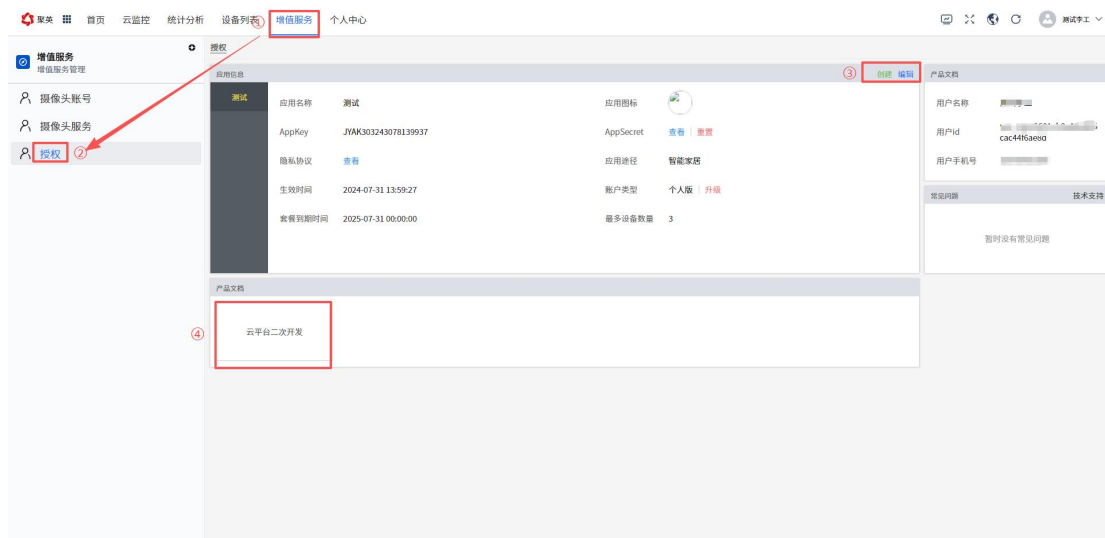 聚英 首页 云监控 统计分析 设备列表 ① 增值服务 个人中心 测试李工
增值服务
增值服务管理
摄像头账号
摄像头服务
授权 ②
授权
应用信息 ③ 创建 编辑
测试
应用名称 测试 应用图标
AppKey JYAK303243078139937 AppSecret 查看 | 重置
隐私协议 查看 应用途径 智能家居
生效时间 2024-07-31 13:59:27 账户类型 个人版 | 升级
套餐到期时间 2025-07-31 00:00:00 最多设备数量 3
产品文档
④ 云平台二次开发
产品文档
用户名称
用户id
cac44f6ae8d
用户手机号
常见问题 技术支持
暂时没有常见问题